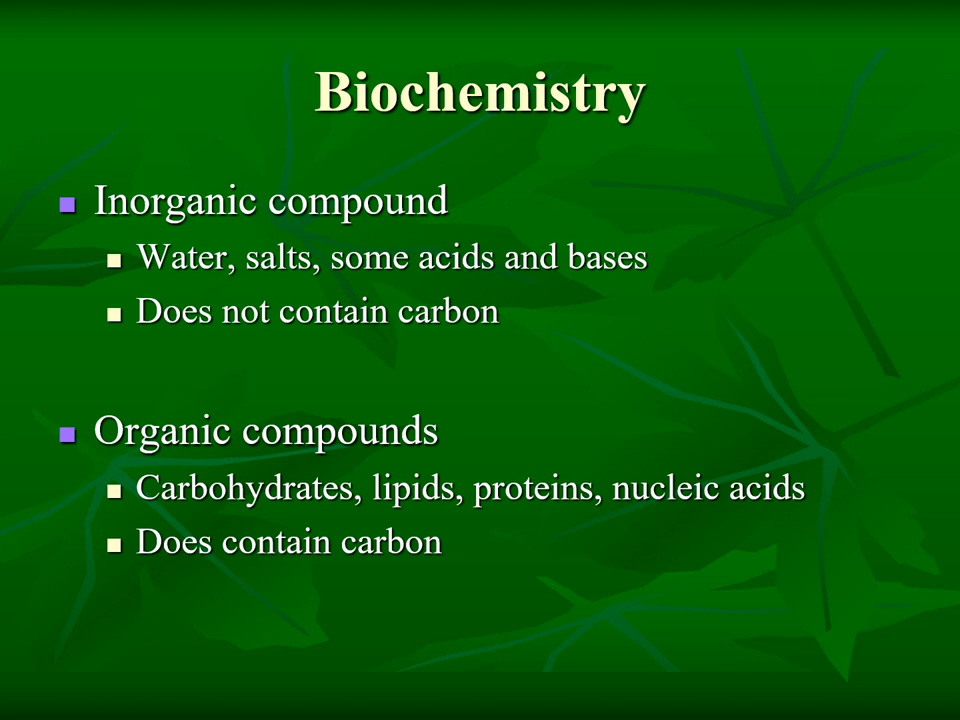 Biochemistry
Inorganic compound
Water, salts, some acids and bases
Does not contain carbon
Organic compounds
Carbohydrates, lipids, proteins, nucleic acids
Does contain carbon